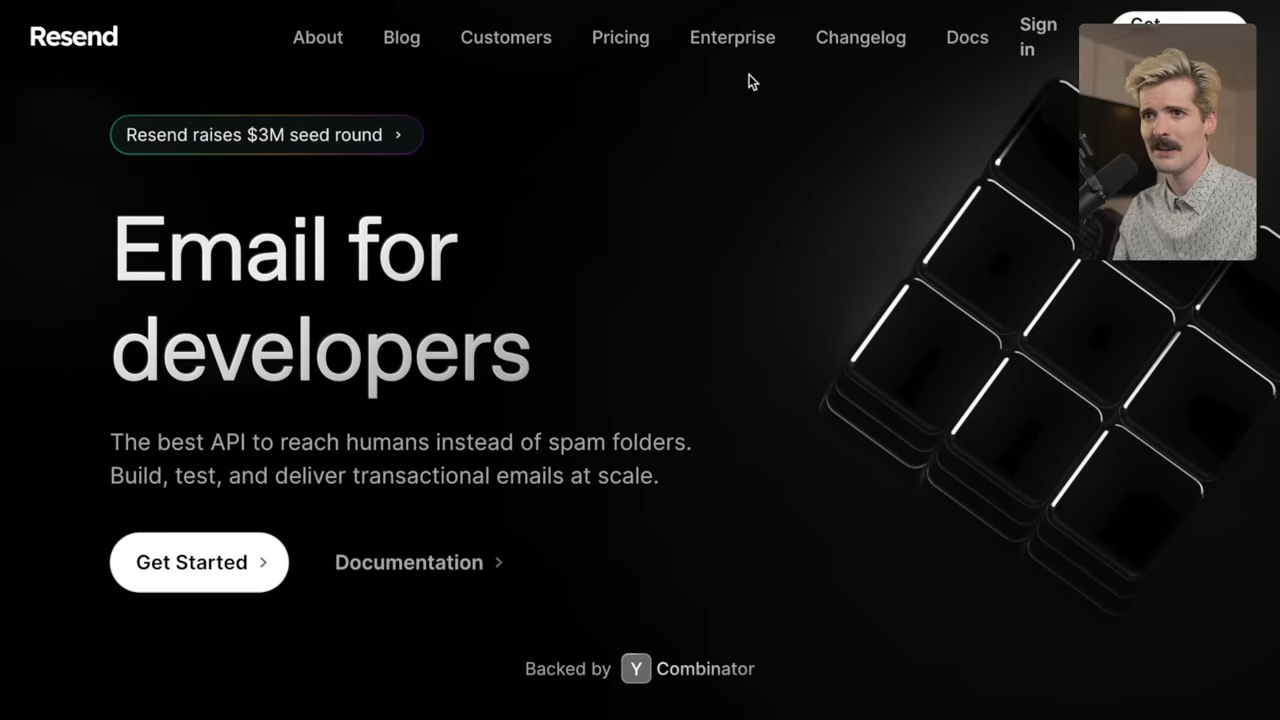 Resend
About
Blog
Customers
Pricing
Enterprise
Changelog
Docs
Sign
in
Resend raises $3M seed round
Email for
developers
The best API to reach humans instead of spam folders.
Build, test, and deliver transactional emails at scale.
Get Started
Documentation
Backed by Y Combinator